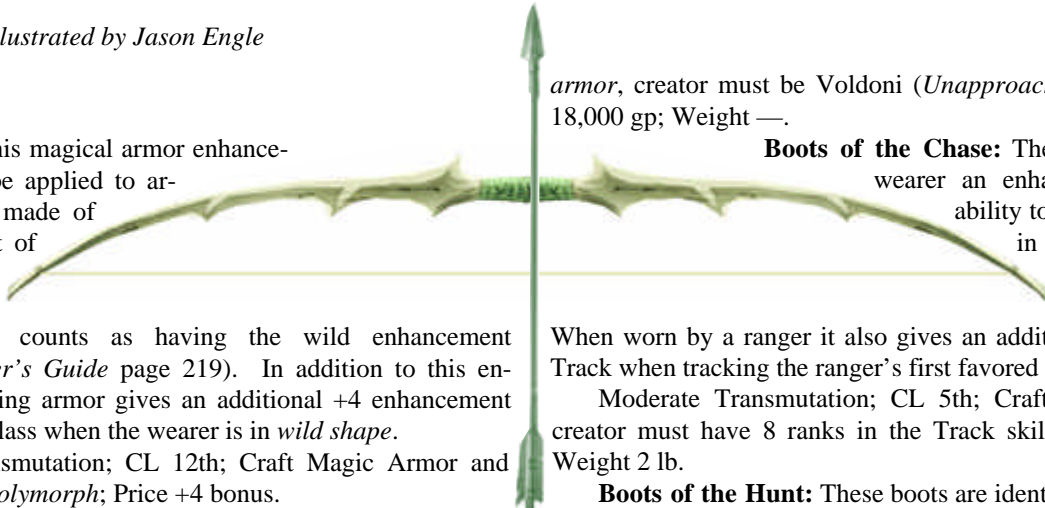 lustrated by Jason Engle
his magical armor enhance-
be applied to ar-
made of
of
counts as having the wild enhancement
er's Guide page 219). In addition to this en-
ing armor gives an additional +4 enhancement
lass when the wearer is in wild shape.
smutation; CL 12th; Craft Magic Armor and
olymorph; Price +4 bonus.
armor, creator must be Voldoni (Unapproac
18,000 gp; Weight —.
Boots of the Chase: The
wearer an enha
ability to
in
When worn by a ranger it also gives an addit
Track when tracking the ranger's first favored
Moderate Transmutation; CL 5th; Craft
creator must have 8 ranks in the Track skil
Weight 2 lb.
Boots of the Hunt: These boots are ident